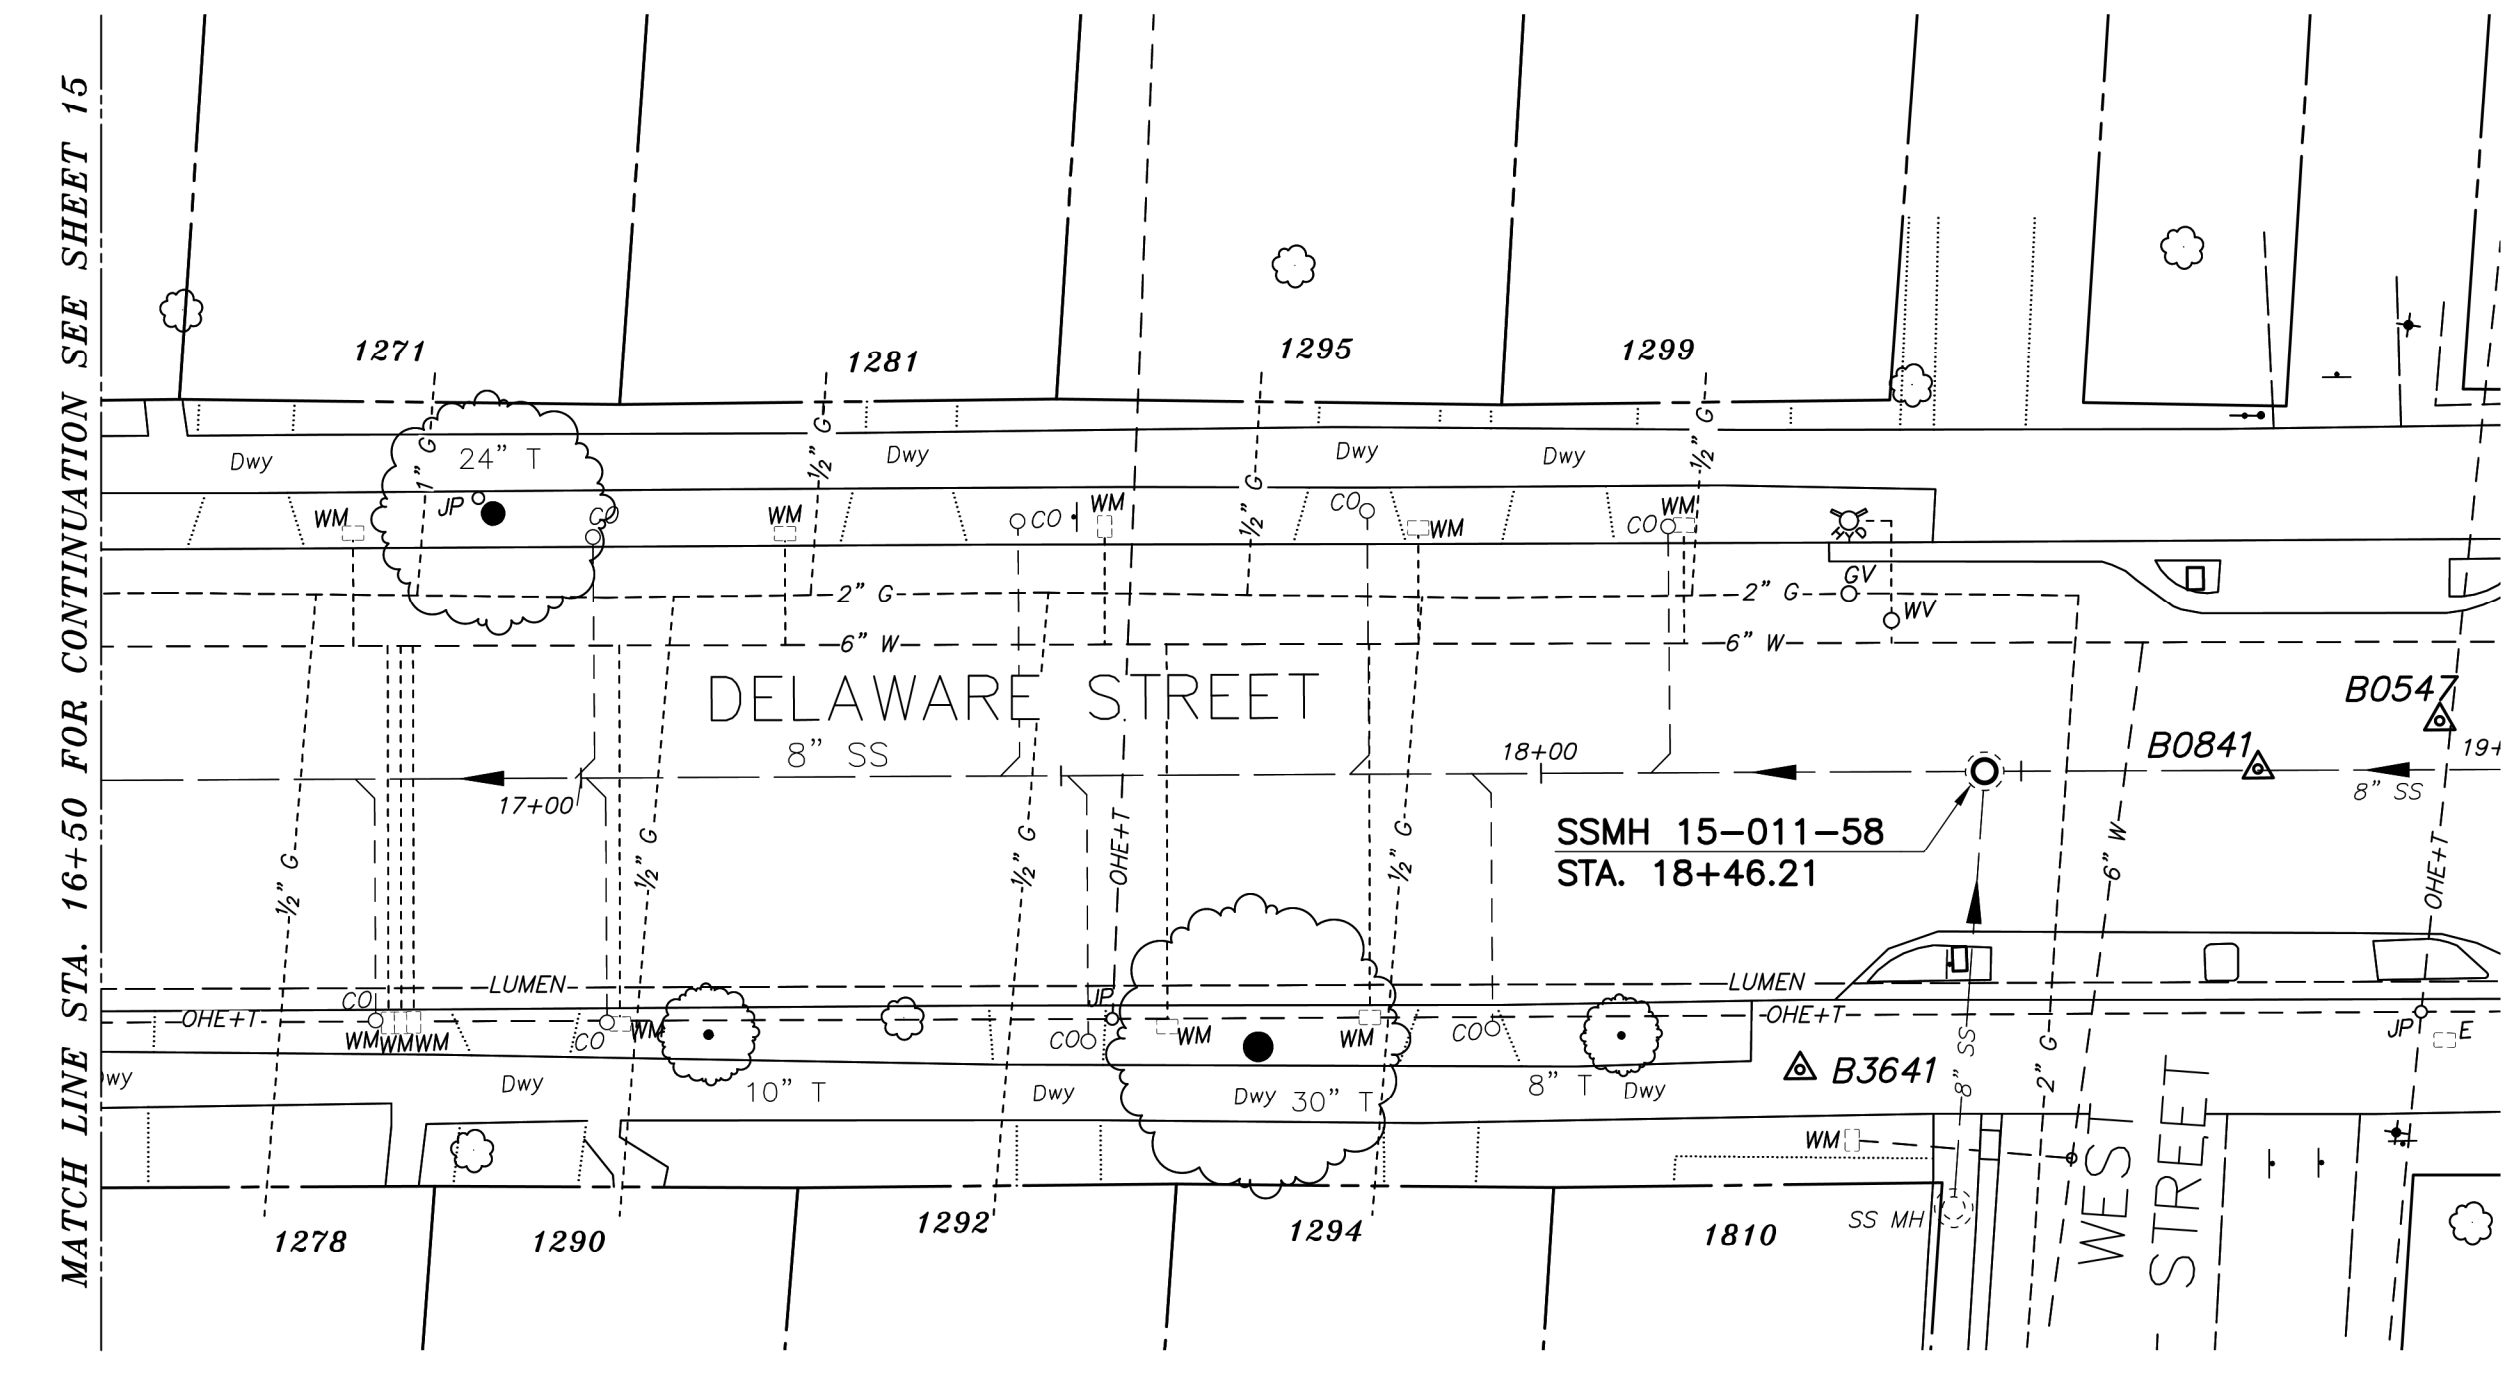 MATCH LINE STA. 16+50 FOR CONTINUATION SEE SHEET 15
1271
1281
1295
1299
Dwy
1" G
24" T
½" G
Dwy
½" G
Dwy
Dwy
½" G
WM
JP
CO
WM
CO
WM
CO
WM
CO
WM
GV
WV
2" G
2" G
6" W
6" W
DELAWARE STREET
8" SS
17+00
18+00
B0547
B0841
19+
8" SS
SSMH 15-011-58
STA. 18+46.21
½" G
½" G
½" G
OHE+T
½" G
6" W
OHE+T
LUMEN
LUMEN
CO
OHE+T
WM
WM
WM
CO
WM
JP
CO
WM
WM
CO
OHE+T
JP
E
wy
Dwy
10" T
Dwy
Dwy
30" T
8" T
Dwy
B3641
8" SS
2" G
WM
SS MH
WEST
STREET
1278
1290
1292
1294
1810